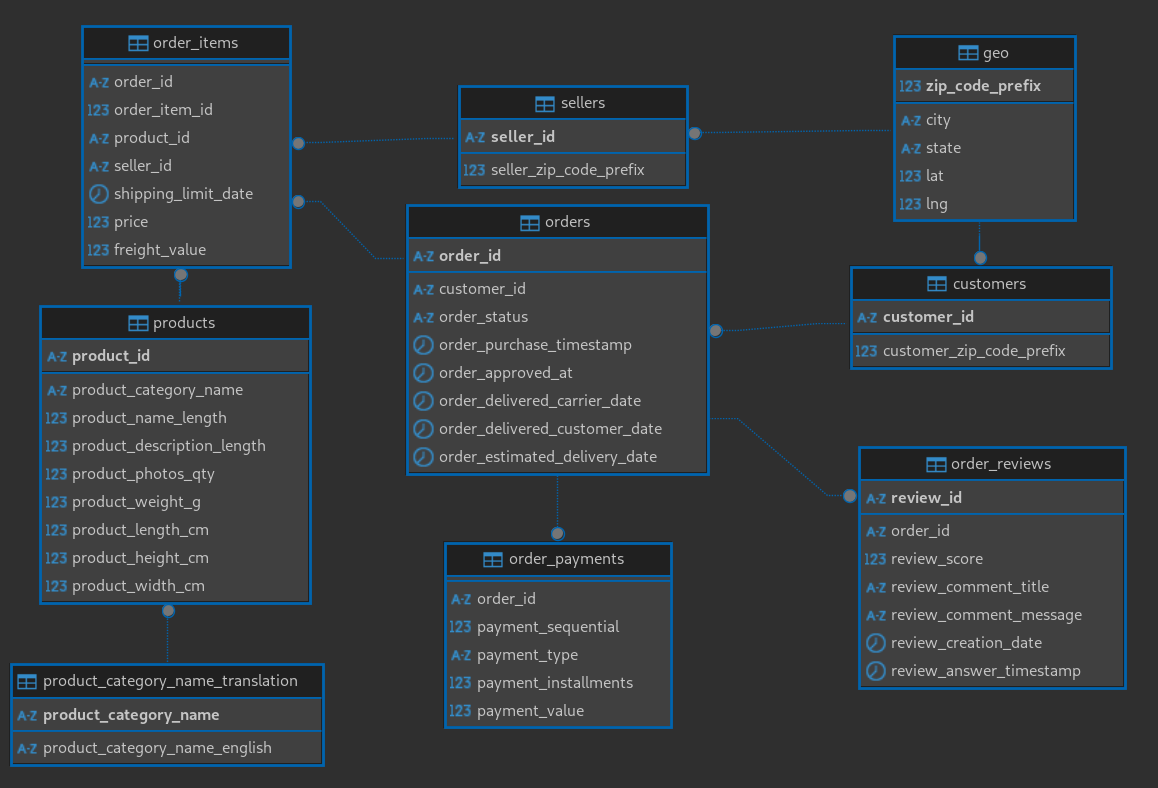 order_items
A-Z order_id
123 order_item_id
A-Z product_id
A-Z seller_id
shipping_limit_date
123 price
123 freight_value
sellers
A-Z seller_id
123 seller_zip_code_prefix
geo
123 zip_code_prefix
A-Z city
A-Z state
123 lat
123 lng
orders
A-Z order_id
A-Z customer_id
A-Z order_status
order_purchase_timestamp
order_approved_at
order_delivered_carrier_date
order_delivered_customer_date
order_estimated_delivery_date
customers
A-Z customer_id
123 customer_zip_code_prefix
products
A-Z product_id
A-Z product_category_name
123 product_name_length
123 product_description_length
123 product_photos_qty
123 product_weight_g
123 product_length_cm
123 product_height_cm
123 product_width_cm
order_reviews
A-Z review_id
A-Z order_id
123 review_score
A-Z review_comment_title
A-Z review_comment_message
review_creation_date
review_answer_timestamp
order_payments
A-Z order_id
123 payment_sequential
A-Z payment_type
123 payment_installments
123 payment_value
product_category_name_translation
A-Z product_category_name
A-Z product_category_name_english